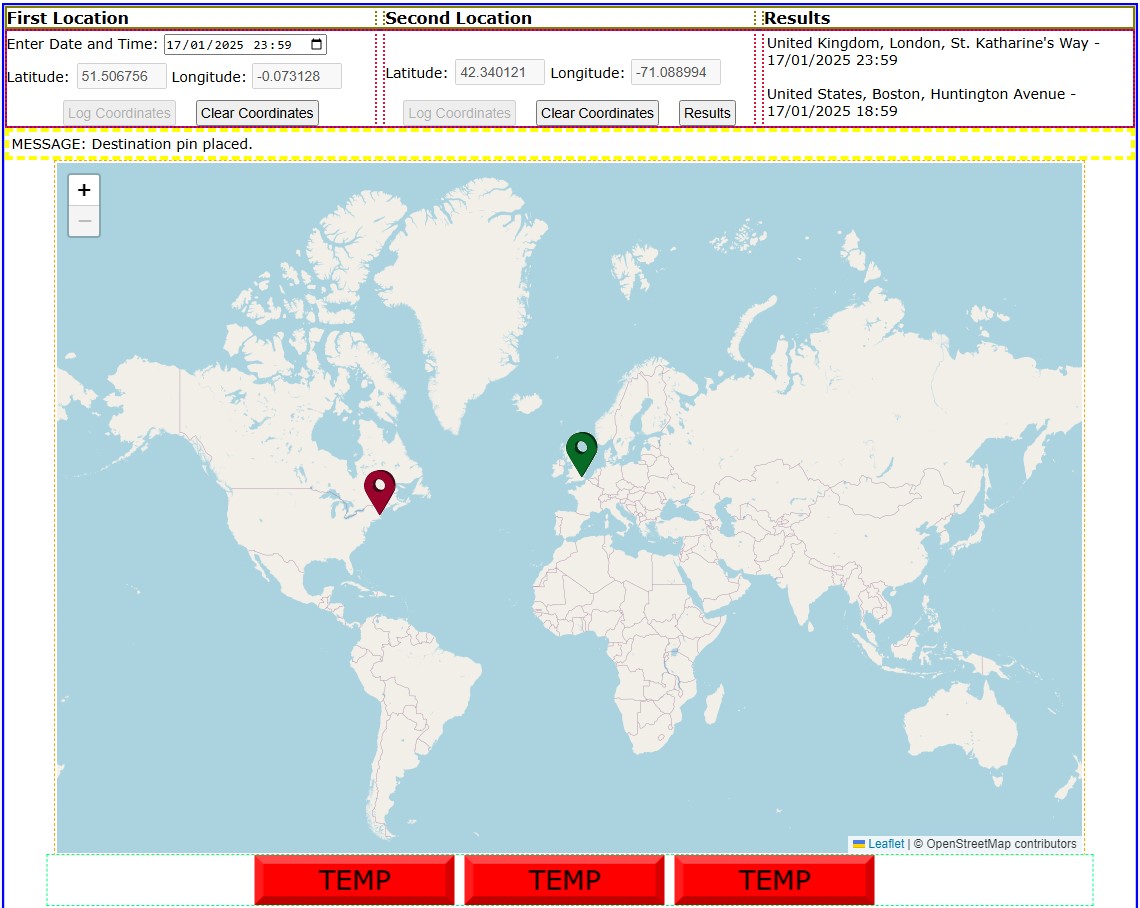 First Location
Second Location
Results
Enter Date and Time: 17/01/2025 23:59
Latitude: 51.506756 Longitude: -0.073128
Log Coordinates Clear Coordinates
Latitude: 42.340121 Longitude: -71.088994
Log Coordinates Clear Coordinates Results
United Kingdom, London, St. Katharine's Way -
17/01/2025 23:59
United States, Boston, Huntington Avenue -
17/01/2025 18:59
MESSAGE: Destination pin placed.
+
−
Leaflet | © OpenStreetMap contributors
TEMP TEMP TEMP